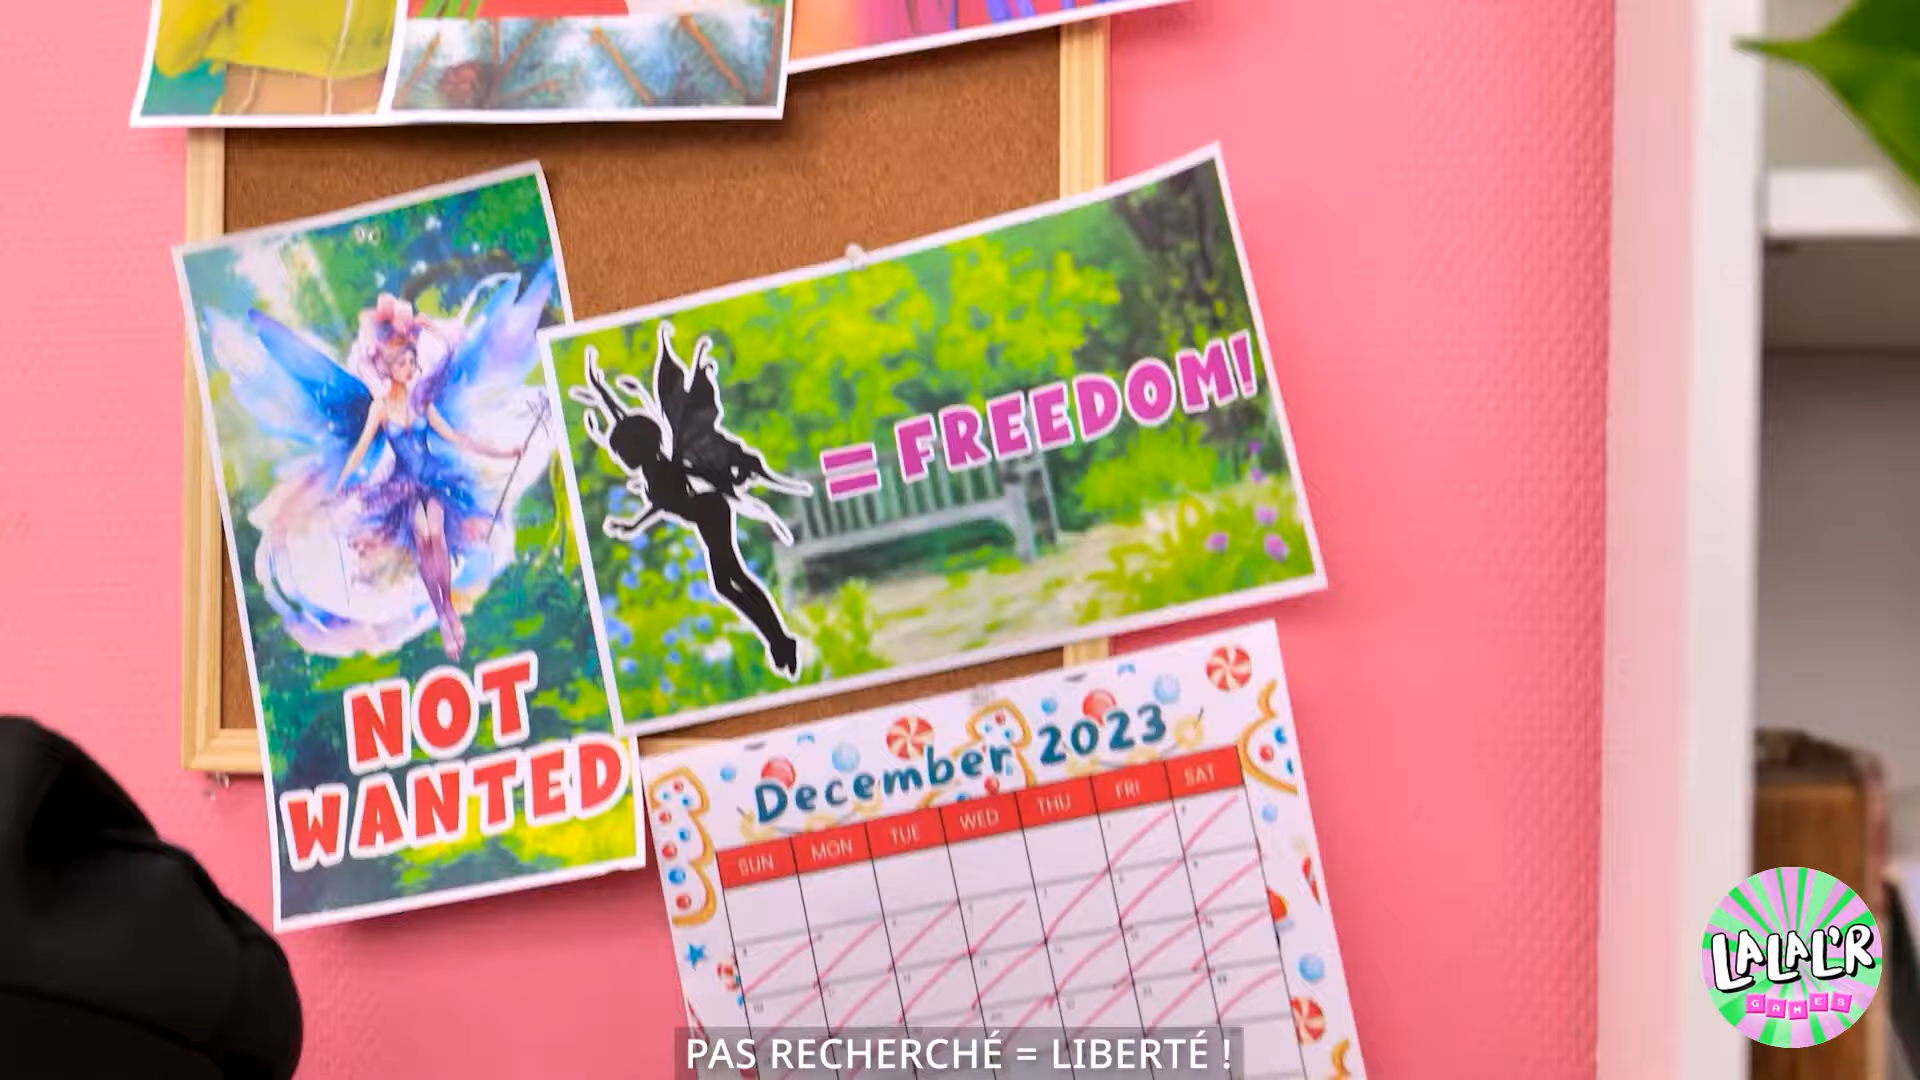 NOT
WANTED
= FREEDOM!
December 2023
SUN MON TUE WED THU FRI SAT
LALAL'R
GAMES
PAS RECHERCHÉ = LIBERTÉ !